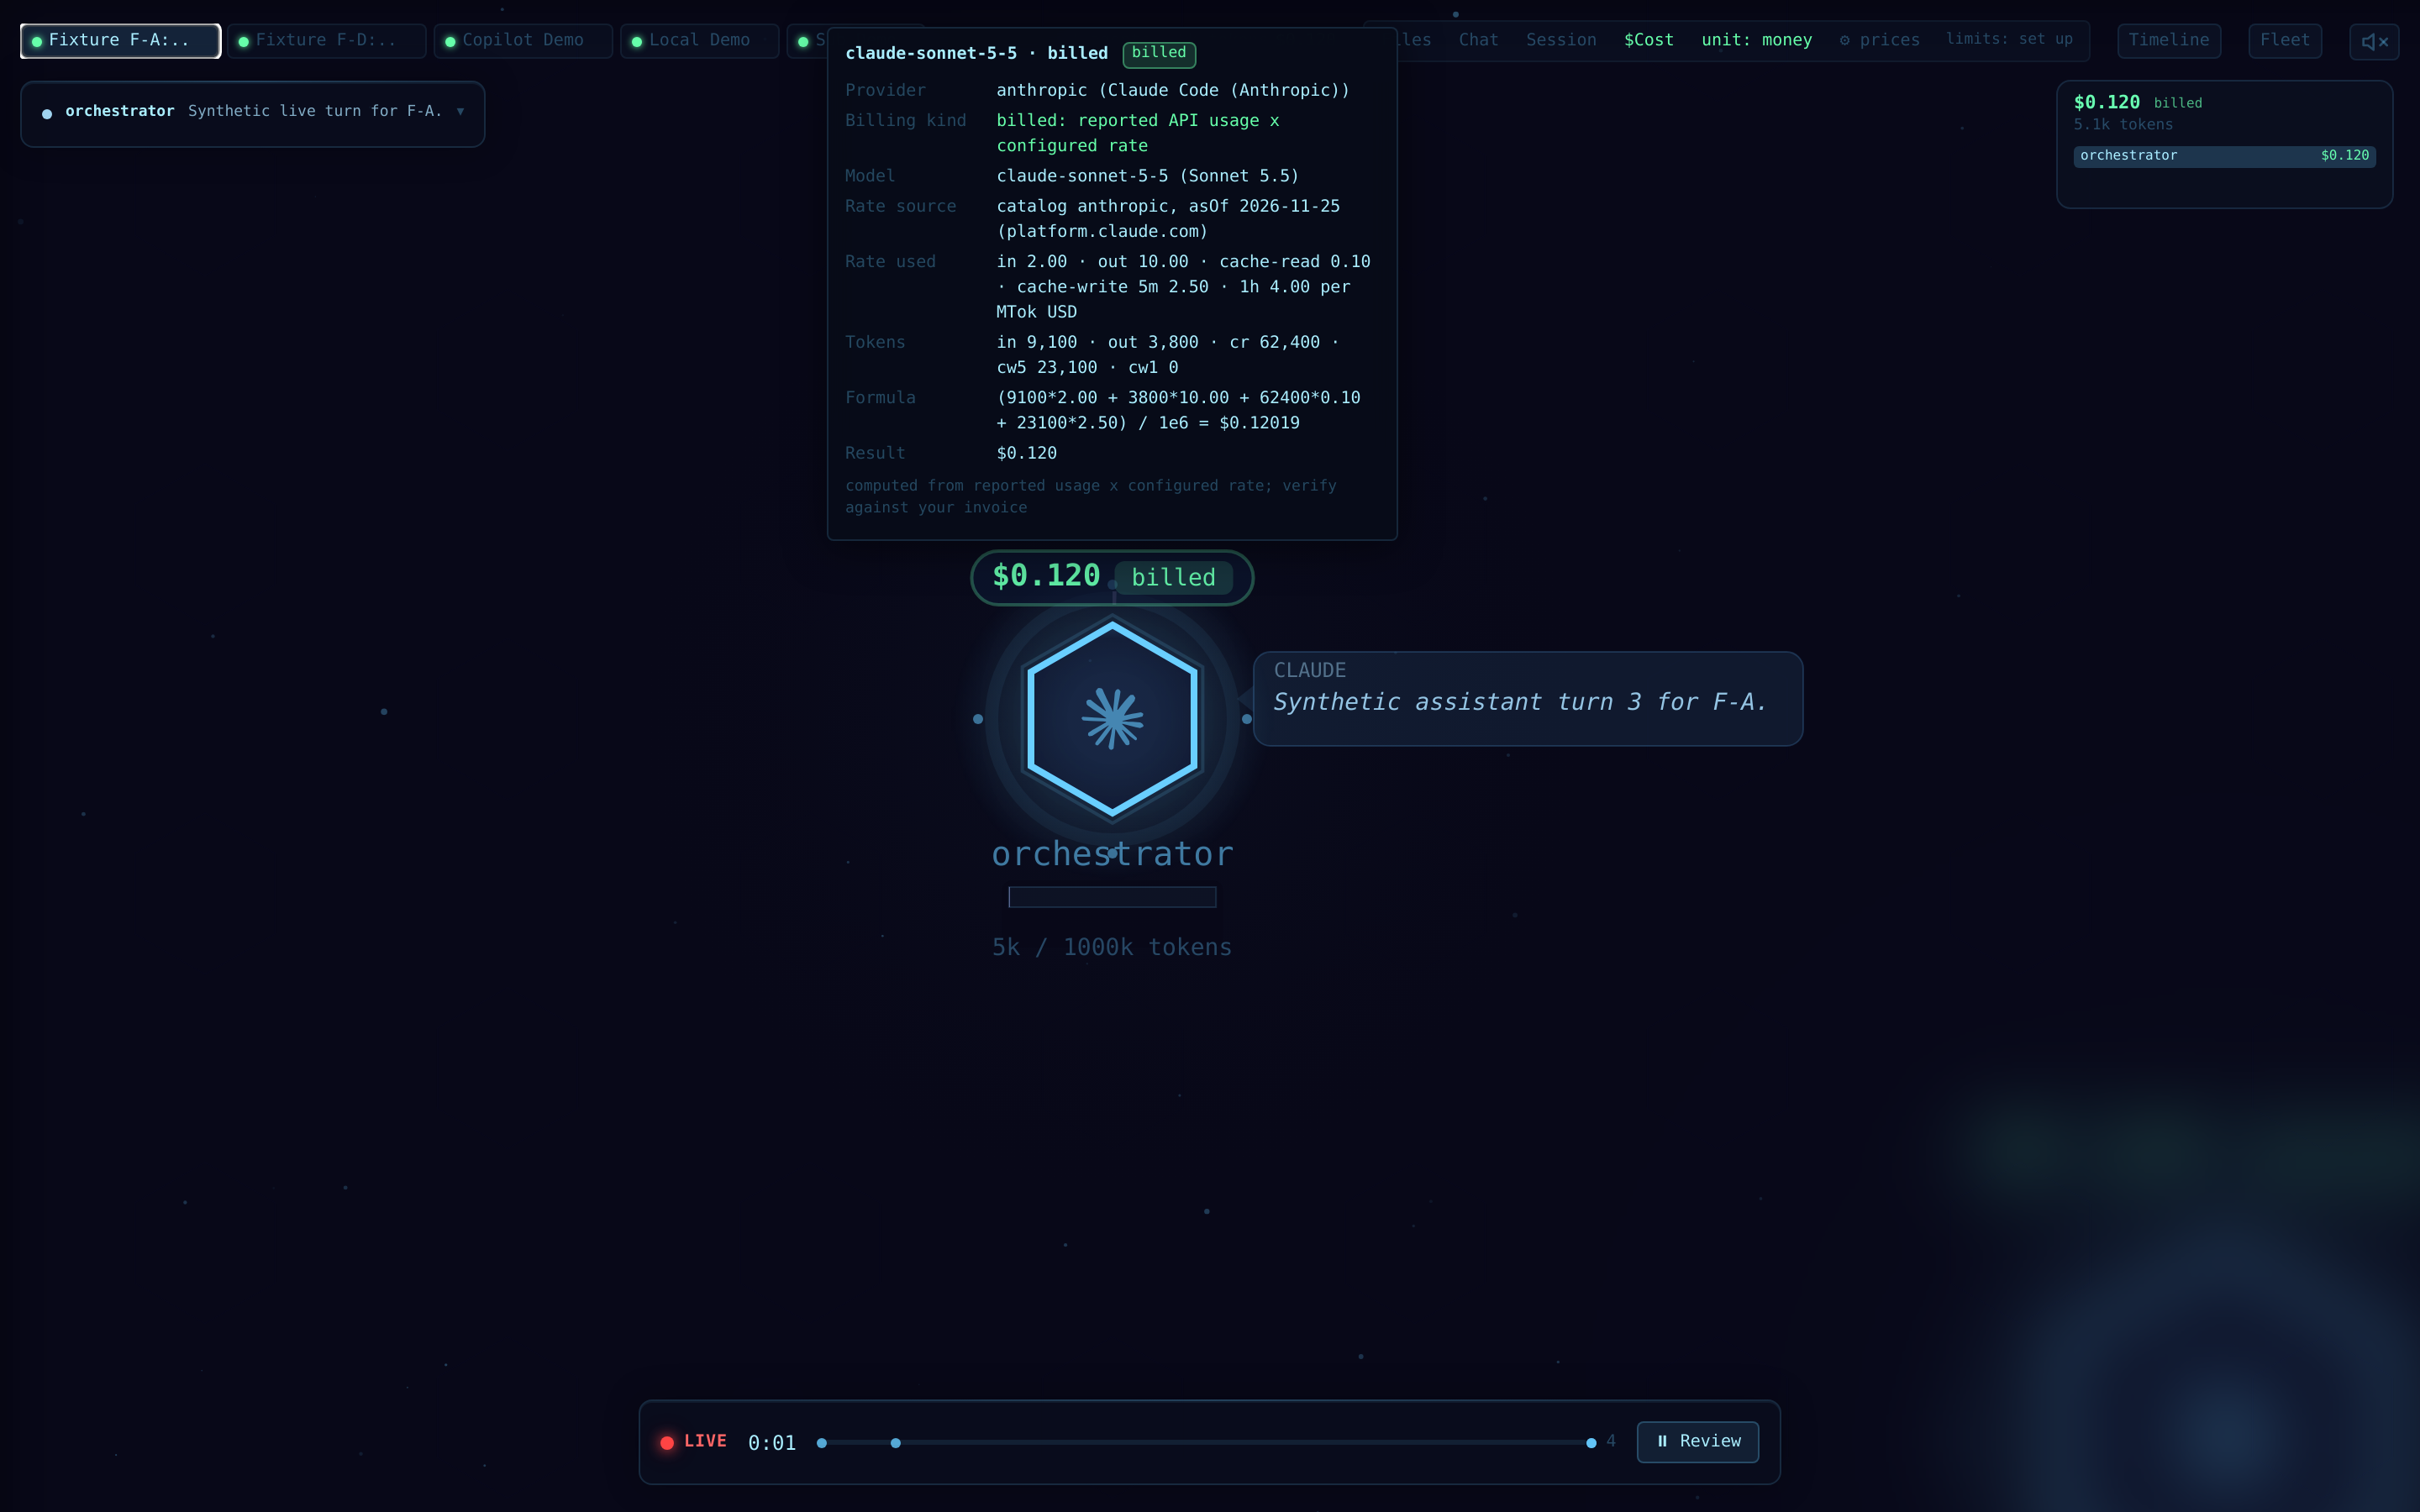 Fixture F-A:..
Fixture F-D:..
Copilot Demo
Local Demo
Chat
Session
$Cost
unit: money
⚙ prices
limits: set up
Timeline
Fleet
orchestrator Synthetic live turn for F-A. ▼
claude-sonnet-5-5 · billed billed
Provider anthropic (Claude Code (Anthropic))
Billing kind billed: reported API usage x
configured rate
Model claude-sonnet-5-5 (Sonnet 5.5)
Rate source catalog anthropic, asOf 2026-11-25
(platform.claude.com)
Rate used in 2.00 · out 10.00 · cache-read 0.10
· cache-write 5m 2.50 · 1h 4.00 per
MTok USD
Tokens in 9,100 · out 3,800 · cr 62,400 ·
cw5 23,100 · cw1 0
Formula (9100*2.00 + 3800*10.00 + 62400*0.10
+ 23100*2.50) / 1e6 = $0.12019
Result $0.120
computed from reported usage x configured rate; verify
against your invoice
$0.120 billed
5.1k tokens
orchestrator $0.120
$0.120 billed
CLAUDE
Synthetic assistant turn 3 for F-A.
orchestrator
5k / 1000k tokens
LIVE 0:01 4 Review